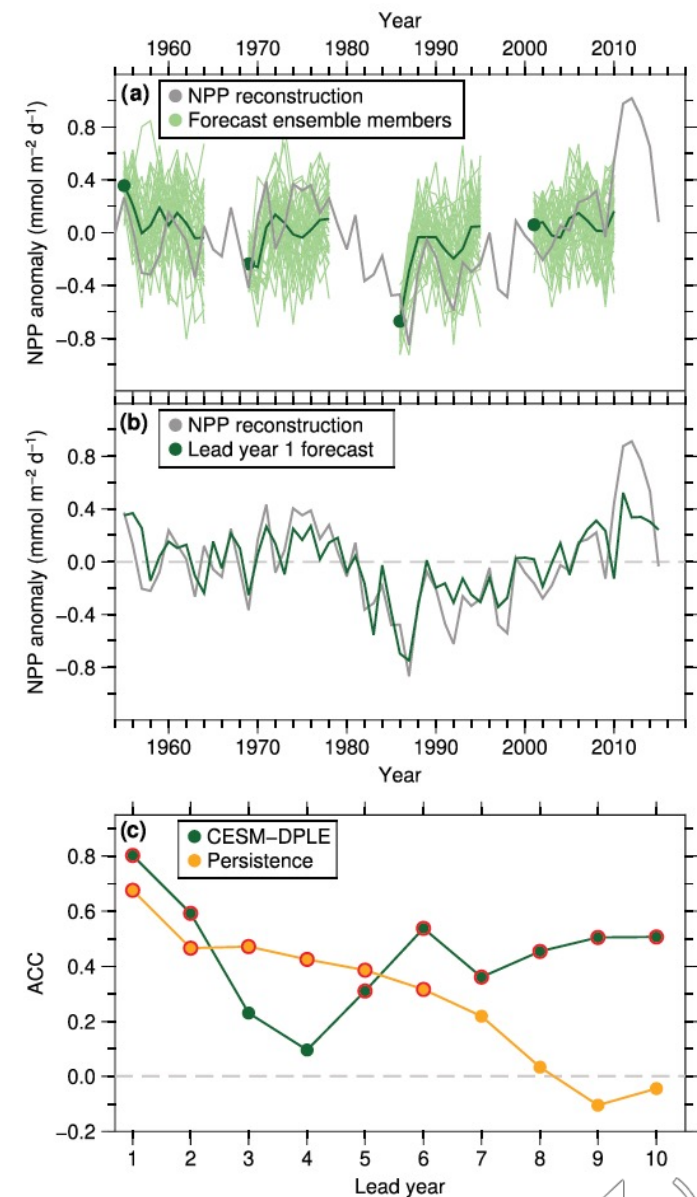 Year
1960 1970 1980 1990 2000 2010
(a)
NPP reconstruction
Forecast ensemble members
NPP anomaly (mmol m⁻² d⁻¹)
0.8
0.4
0.0
−0.4
−0.8
(b)
NPP reconstruction
Lead year 1 forecast
NPP anomaly (mmol m⁻² d⁻¹)
0.8
0.4
0.0
−0.4
−0.8
1960 1970 1980 1990 2000 2010
Year
(c)
CESM−DPLE
Persistence
ACC
0.8
0.6
0.4
0.2
0.0
−0.2
1 2 3 4 5 6 7 8 9 10
Lead year